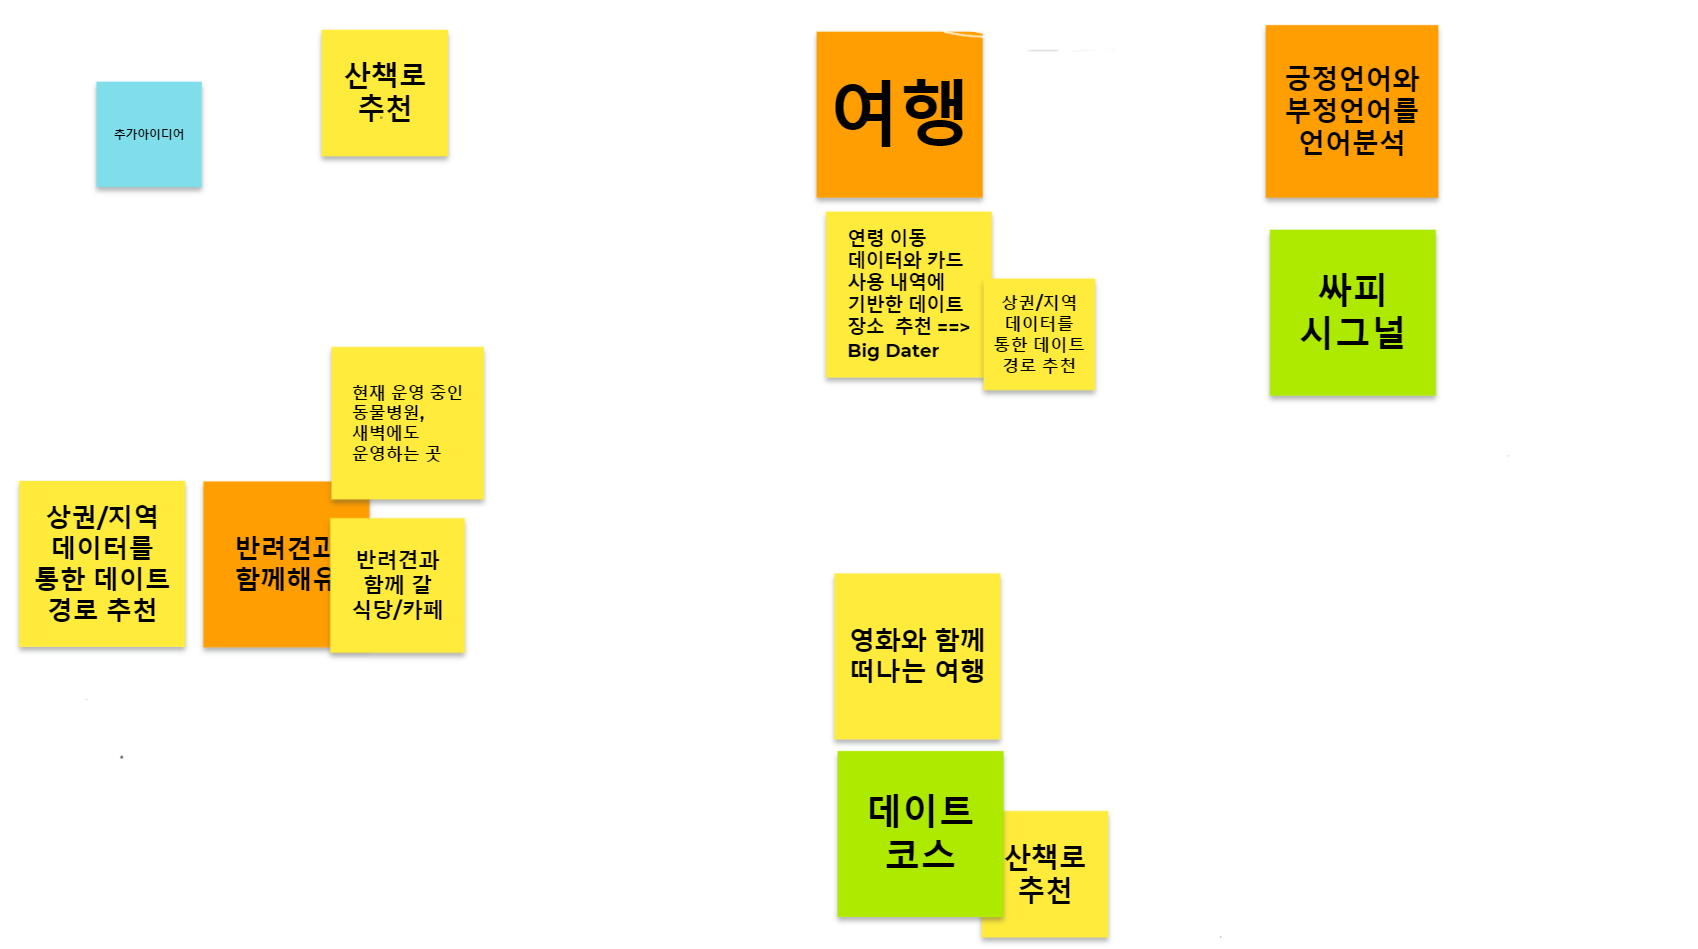 추가아이디어
산책로
추천
현재 운영 중인
동물병원,
새벽에도
운영하는 곳
상권/지역
데이터를
통한 데이트
경로 추천
반려견과
함께해유
반려견과
함께 갈
식당/카페
여행
연령 이동
데이터와 카드
사용 내역에
기반한 데이트
장소 추천 ==>
Big Dater
상권/지역
데이터를
통한 데이트
경로 추천
영화와 함께
떠나는 여행
데이트
코스
산책로
추천
긍정언어와
부정언어를
언어분석
싸피
시그널